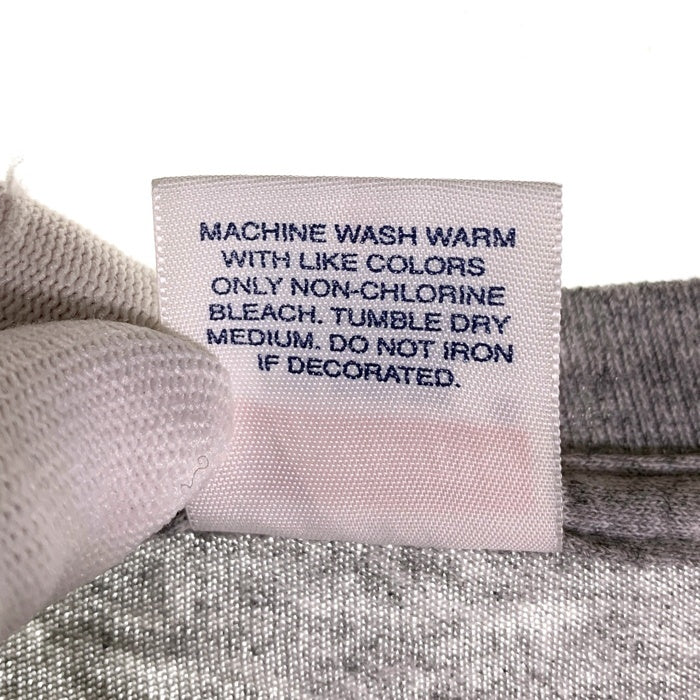 MACHINE WASH WARM
WITH LIKE COLORS
ONLY NON-CHLORINE
BLEACH. TUMBLE DRY
MEDIUM. DO NOT IRON
IF DECORATED.